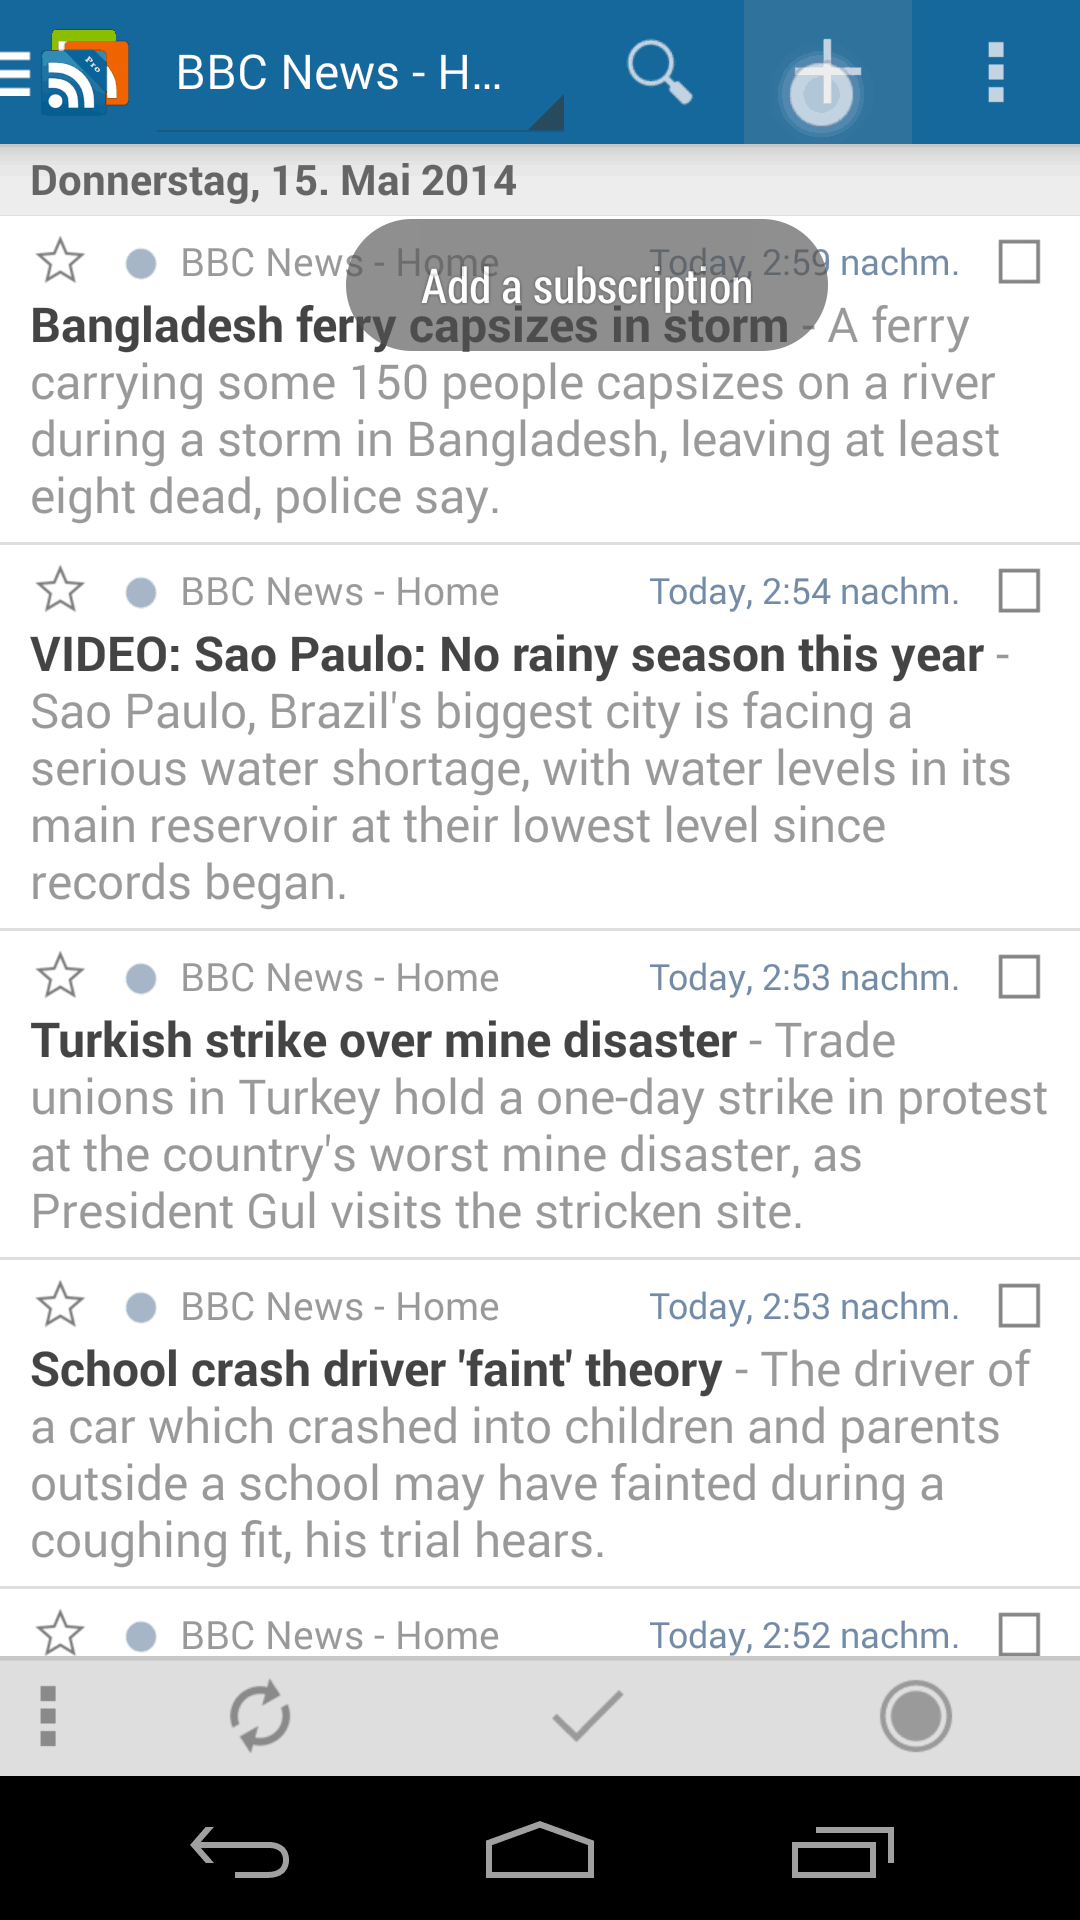 Pro
BBC News - H...
Donnerstag, 15. Mai 2014
BBC News - Home Today, 2:59 nachm.
Add a subscription
Bangladesh ferry capsizes in storm - A ferry
carrying some 150 people capsizes on a river
during a storm in Bangladesh, leaving at least
eight dead, police say.
BBC News - Home Today, 2:54 nachm.
VIDEO: Sao Paulo: No rainy season this year -
Sao Paulo, Brazil's biggest city is facing a
serious water shortage, with water levels in its
main reservoir at their lowest level since
records began.
BBC News - Home Today, 2:53 nachm.
Turkish strike over mine disaster - Trade
unions in Turkey hold a one-day strike in protest
at the country's worst mine disaster, as
President Gul visits the stricken site.
BBC News - Home Today, 2:53 nachm.
School crash driver 'faint' theory - The driver of
a car which crashed into children and parents
outside a school may have fainted during a
coughing fit, his trial hears.
BBC News - Home Today, 2:52 nachm.